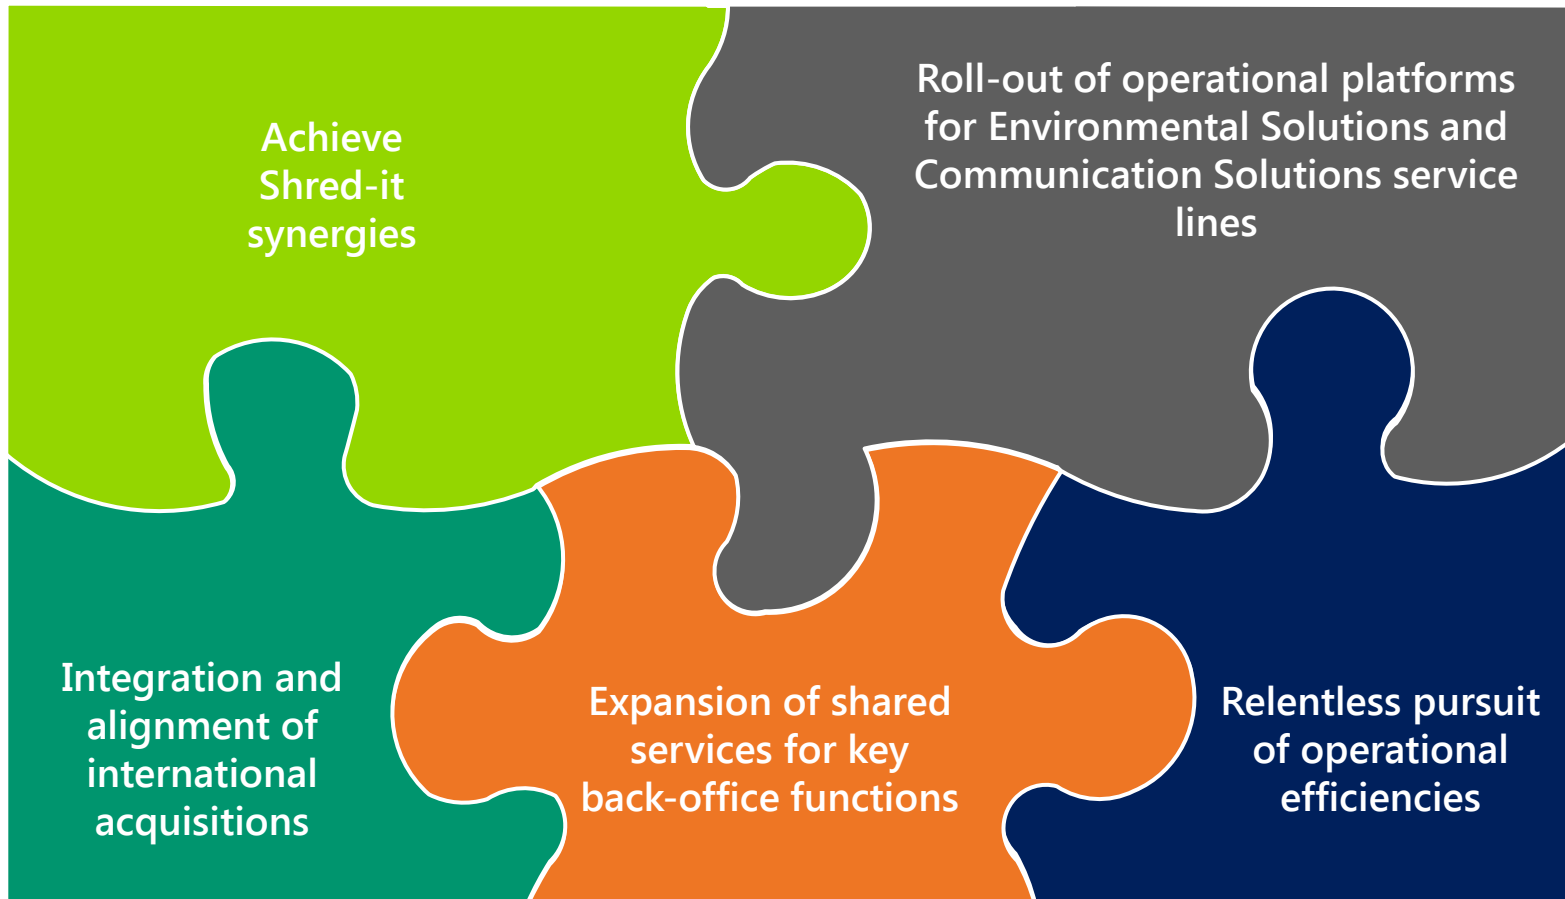 Achieve
Shred-it
synergies
Roll-out of operational platforms
for Environmental Solutions and
Communication Solutions service
lines
Integration and
alignment of
international
acquisitions
Expansion of shared
services for key
back-office functions
Relentless pursuit
of operational
efficiencies